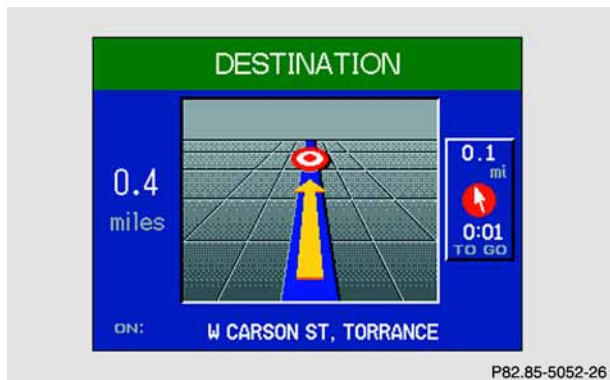 DESTINATION
0.4
miles
0.1
mi
0:01
TO GO
ON: W CARSON ST, TORRANCE
P82.85-5052-26